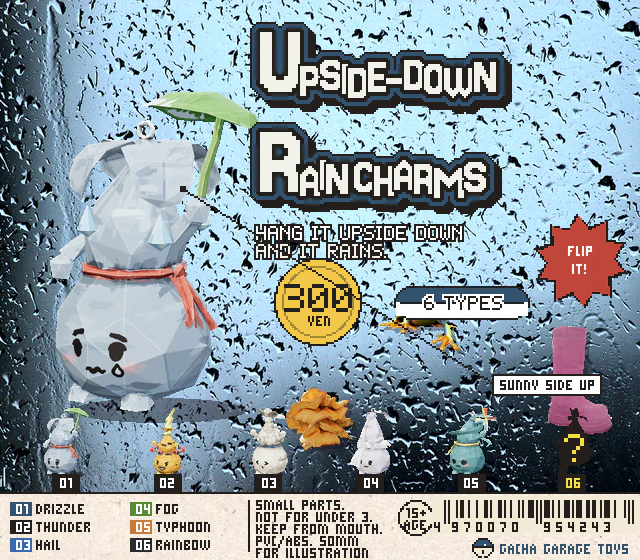 UPSIDE-DOWN
RAIN CHARMS
HANG IT UPSIDE DOWN
AND IT RAINS.
300
YEN
6 TYPES
FLIP
IT!
SUNNY SIDE UP
?
01
02
03
04
05
06
01 DRIZZLE
02 THUNDER
03 HAIL
04 FOG
05 TYPHOON
06 RAINBOW
SMALL PARTS.
NOT FOR UNDER 3.
KEEP FROM MOUTH.
PVC/ABS. 50MM
FOR ILLUSTRATION
15+
AGE
4 970070 954243
GACHA GARAGE TOYS